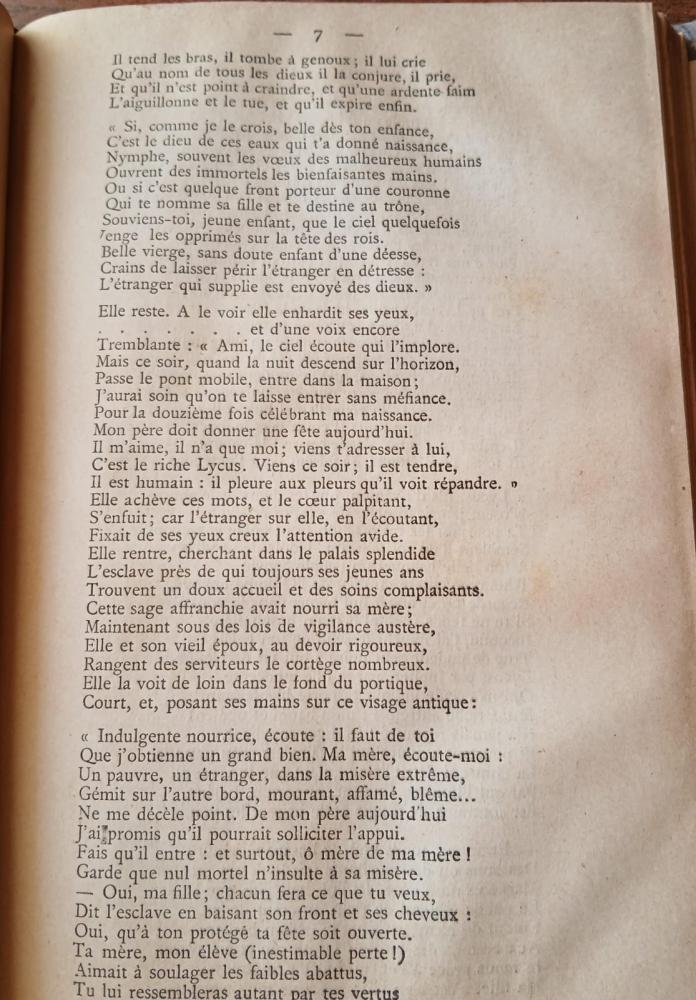 — 7 —
Il tend les bras, il tombe à genoux ; il lui crie
Qu'au nom de tous les dieux il la conjure, il prie,
Et qu'il n'est point à craindre, et qu'une ardente faim
L'aiguillonne et le tue, et qu'il expire enfin.
« Si, comme je le crois, belle dès ton enfance,
C'est le dieu de ces eaux qui t'a donné naissance,
Nymphe, souvent les vœux des malheureux humains
Ouvrent des immortels les bienfaisantes mains.
Ou si c'est quelque front porteur d'une couronne
Qui te nomme sa fille et te destine au trône,
Souviens-toi, jeune enfant, que le ciel quelquefois
Venge les opprimés sur la tête des rois.
Belle vierge, sans doute enfant d'une déesse,
Crains de laisser périr l'étranger en détresse :
L'étranger qui supplie est envoyé des dieux. »
Elle reste. A le voir elle enhardit ses yeux,
. . . . . . . et d'une voix encore
Tremblante : « Ami, le ciel écoute qui l'implore.
Mais ce soir, quand la nuit descend sur l'horizon,
Passe le pont mobile, entre dans la maison ;
J'aurai soin qu'on te laisse entrer sans méfiance.
Pour la douzième fois célébrant ma naissance.
Mon père doit donner une fête aujourd'hui.
Il m'aime, il n'a que moi ; viens t'adresser à lui,
C'est le riche Lycus. Viens ce soir ; il est tendre,
Il est humain : il pleure aux pleurs qu'il voit répandre. »
Elle achève ces mots, et le cœur palpitant,
S'enfuit ; car l'étranger sur elle, en l'écoutant,
Fixait de ses yeux creux l'attention avide.
Elle rentre, cherchant dans le palais splendide
L'esclave près de qui toujours ses jeunes ans
Trouvent un doux accueil et des soins complaisants.
Cette sage affranchie avait nourri sa mère ;
Maintenant sous des lois de vigilance austère,
Elle et son vieil époux, au devoir rigoureux,
Rangent des serviteurs le cortège nombreux.
Elle la voit de loin dans le fond du portique,
Court, et, posant ses mains sur ce visage antique :
« Indulgente nourrice, écoute : il faut de toi
Que j'obtienne un grand bien. Ma mère, écoute-moi :
Un pauvre, un étranger, dans la misère extrême,
Gémit sur l'autre bord, mourant, affamé, blême...
Ne me décèle point. De mon père aujourd'hui
J'ai promis qu'il pourrait solliciter l'appui.
Fais qu'il entre : et surtout, ô mère de ma mère !
Garde que nul mortel n'insulte à sa misère.
— Oui, ma fille ; chacun fera ce que tu veux,
Dit l'esclave en baisant son front et ses cheveux :
Oui, qu'à ton protégé ta fête soit ouverte.
Ta mère, mon élève (inestimable perte !)
Aimait à soulager les faibles abattus,
Tu lui ressembleras autant par tes vertus